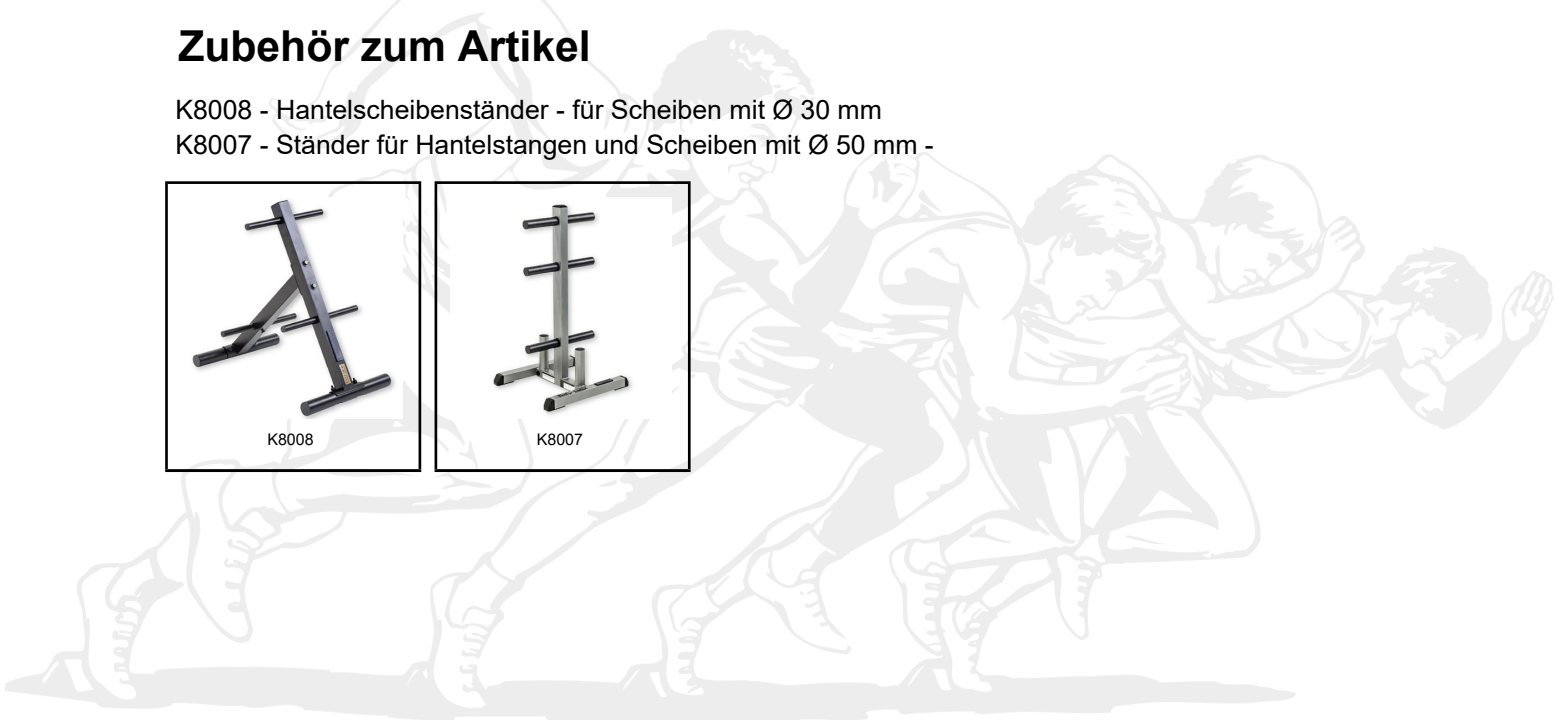 Zubehör zum Artikel
K8008 - Hantelscheibenständer - für Scheiben mit Ø 30 mm
K8007 - Ständer für Hantelstangen und Scheiben mit Ø 50 mm -
K8008
K8007